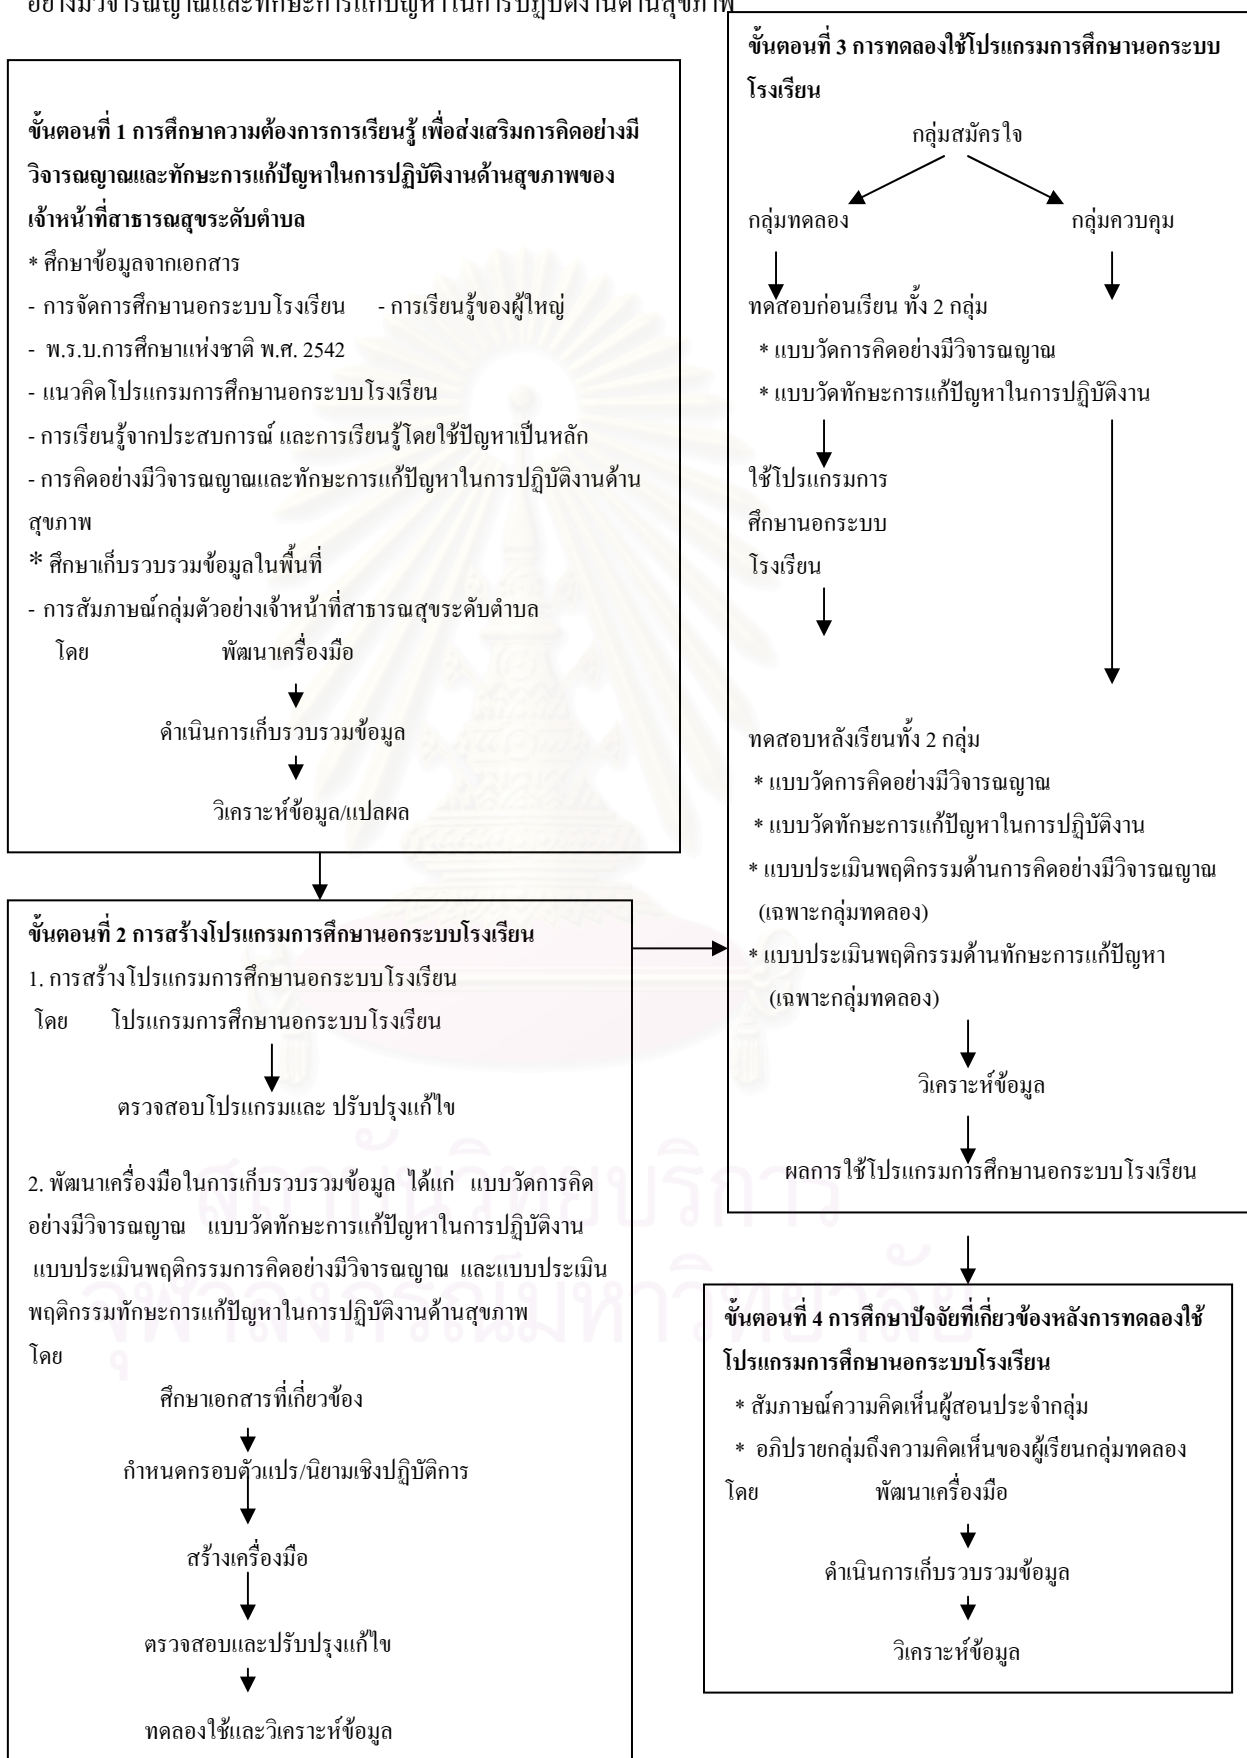 อย่างมีวิจารณญาณและทักษะการแก้ปัญหาในการปฏิบัติงานด้านสุขภาพ
ขั้นตอนที่ 1 การศึกษาความต้องการการเรียนรู้ เพื่อส่งเสริมการคิดอย่างมี
วิจารณญาณและทักษะการแก้ปัญหาในการปฏิบัติงานด้านสุขภาพของ
เจ้าหน้าที่สาธารณสุขระดับตำบล
* ศึกษาข้อมูลจากเอกสาร
- การจัดการศึกษานอกระบบโรงเรียน - การเรียนรู้ของผู้ใหญ่
- พ.ร.บ.การศึกษาแห่งชาติ พ.ศ. 2542
- แนวคิดโปรแกรมการศึกษานอกระบบโรงเรียน
- การเรียนรู้จากประสบการณ์ และการเรียนรู้โดยใช้ปัญหาเป็นหลัก
- การคิดอย่างมีวิจารณญาณและทักษะการแก้ปัญหาในการปฏิบัติงานด้าน
สุขภาพ
* ศึกษาเก็บรวบรวมข้อมูลในพื้นที่
- การสัมภาษณ์กลุ่มตัวอย่างเจ้าหน้าที่สาธารณสุขระดับตำบล
โดย พัฒนาเครื่องมือ
ดำเนินการเก็บรวบรวมข้อมูล
วิเคราะห์ข้อมูล/แปลผล
ขั้นตอนที่ 2 การสร้างโปรแกรมการศึกษานอกระบบโรงเรียน
1. การสร้างโปรแกรมการศึกษานอกระบบโรงเรียน
โดย โปรแกรมการศึกษานอกระบบโรงเรียน
ตรวจสอบโปรแกรมและ ปรับปรุงแก้ไข
2. พัฒนาเครื่องมือในการเก็บรวบรวมข้อมูล ได้แก่ แบบวัดการคิด
อย่างมีวิจารณญาณ แบบวัดทักษะการแก้ปัญหาในการปฏิบัติงาน
แบบประเมินพฤติกรรมการคิดอย่างมีวิจารณญาณ และแบบประเมิน
พฤติกรรมทักษะการแก้ปัญหาในการปฏิบัติงานด้านสุขภาพ
โดย
ศึกษาเอกสารที่เกี่ยวข้อง
กำหนดกรอบตัวแปร/นิยามเชิงปฏิบัติการ
สร้างเครื่องมือ
ตรวจสอบและปรับปรุงแก้ไข
ทดลองใช้และวิเคราะห์ข้อมูล
ขั้นตอนที่ 3 การทดลองใช้โปรแกรมการศึกษานอกระบบ
โรงเรียน
กลุ่มสมัครใจ
กลุ่มทดลอง กลุ่มควบคุม
ทดสอบก่อนเรียน ทั้ง 2 กลุ่ม
* แบบวัดการคิดอย่างมีวิจารณญาณ
* แบบวัดทักษะการแก้ปัญหาในการปฏิบัติงาน
ใช้โปรแกรมการ
ศึกษานอกระบบ
โรงเรียน
ทดสอบหลังเรียนทั้ง 2 กลุ่ม
* แบบวัดการคิดอย่างมีวิจารณญาณ
* แบบวัดทักษะการแก้ปัญหาในการปฏิบัติงาน
* แบบประเมินพฤติกรรมด้านการคิดอย่างมีวิจารณญาณ
(เฉพาะกลุ่มทดลอง)
* แบบประเมินพฤติกรรมด้านทักษะการแก้ปัญหา
(เฉพาะกลุ่มทดลอง)
วิเคราะห์ข้อมูล
ผลการใช้โปรแกรมการศึกษานอกระบบโรงเรียน
ขั้นตอนที่ 4 การศึกษาปัจจัยที่เกี่ยวข้องหลังการทดลองใช้
โปรแกรมการศึกษานอกระบบโรงเรียน
* สัมภาษณ์ความคิดเห็นผู้สอนประจำกลุ่ม
* อภิปรายกลุ่มถึงความคิดเห็นของผู้เรียนกลุ่มทดลอง
โดย พัฒนาเครื่องมือ
ดำเนินการเก็บรวบรวมข้อมูล
วิเคราะห์ข้อมูล
สถาบันวิทยบริการ
จุฬาลงกรณ์มหาวิทยาลัย